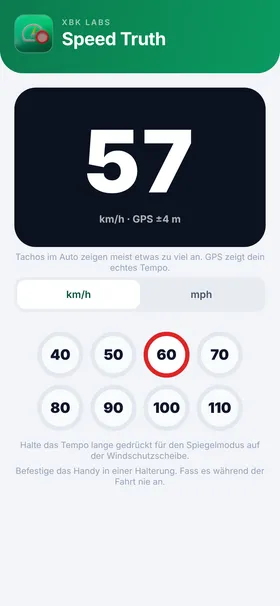 XBK LABS
Speed Truth
57
km/h · GPS ±4 m
Tachos im Auto zeigen meist etwas zu viel an. GPS zeigt dein
echtes Tempo.
km/h mph
40 50 60 70
80 90 100 110
Halte das Tempo lange gedrückt für den Spiegelmodus auf
der Windschutzscheibe.
Befestige das Handy in einer Halterung. Fass es während der
Fahrt nie an.